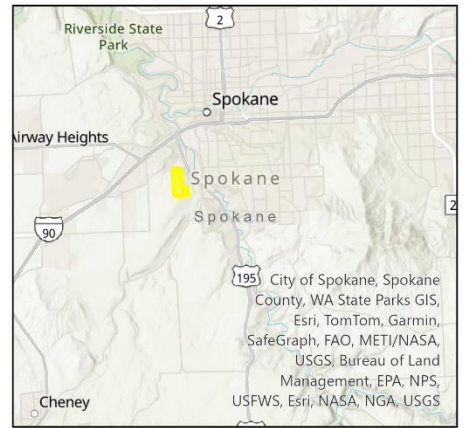 Riverside State
Park
2
Spokane
Airway Heights
Spokane
Spokane
2
90
195
City of Spokane, Spokane
County, WA State Parks GIS,
Esri, TomTom, Garmin,
SafeGraph, FAO, METI/NASA,
USGS, Bureau of Land
Management, EPA, NPS,
USFWS, Esri, NASA, NGA, USGS
Cheney